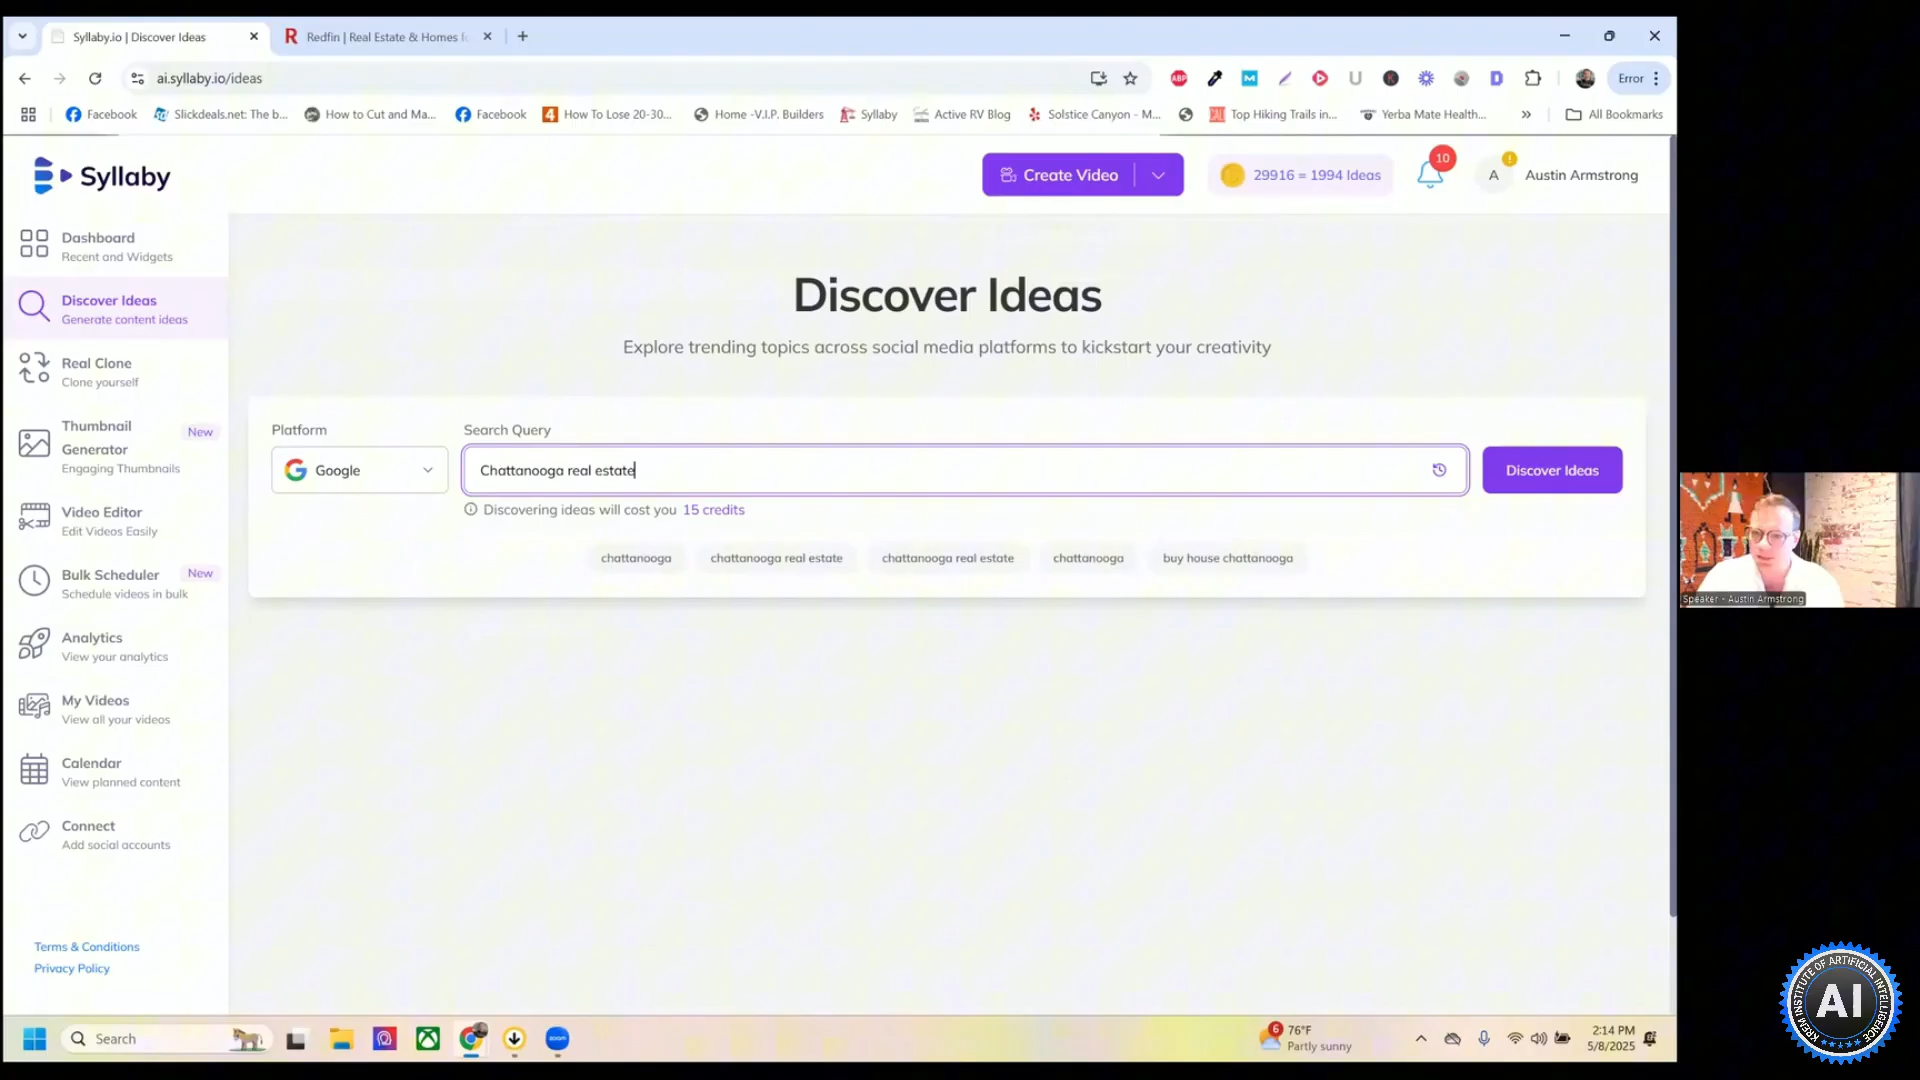 Syllaby.io | Discover Ideas
Redfin | Real Estate & Homes f
ai.syllaby.io/ideas
Error
Facebook
Slickdeals.net: The b...
How to Cut and Ma...
Facebook
How To Lose 20-30...
Home -V.I.P. Builders
Syllaby
Active RV Blog
Solstice Canyon - M...
Top Hiking Trails in...
Yerba Mate Health...
All Bookmarks
Syllaby
Create Video
29916 = 1994 Ideas
10
A
Austin Armstrong
Dashboard
Recent and Widgets
Discover Ideas
Generate content ideas
Real Clone
Clone yourself
Thumbnail
Generator
New
Engaging Thumbnails
Video Editor
Edit Videos Easily
Bulk Scheduler
New
Schedule videos in bulk
Analytics
View your analytics
My Videos
View all your videos
Calendar
View planned content
Connect
Add social accounts
Terms & Conditions
Privacy Policy
Discover Ideas
Explore trending topics across social media platforms to kickstart your creativity
Platform
Search Query
Google
Chattanooga real estate
Discover Ideas
Discovering ideas will cost you 15 credits
chattanooga
chattanooga real estate
chattanooga real estate
chattanooga
buy house chattanooga
Speaker - Austin Armstrong
KREM INSTITUTE OF ARTIFICIAL INTELLIGENCE
AI
Search
zoom
6
76°F
Partly sunny
2:14 PM
5/8/2025